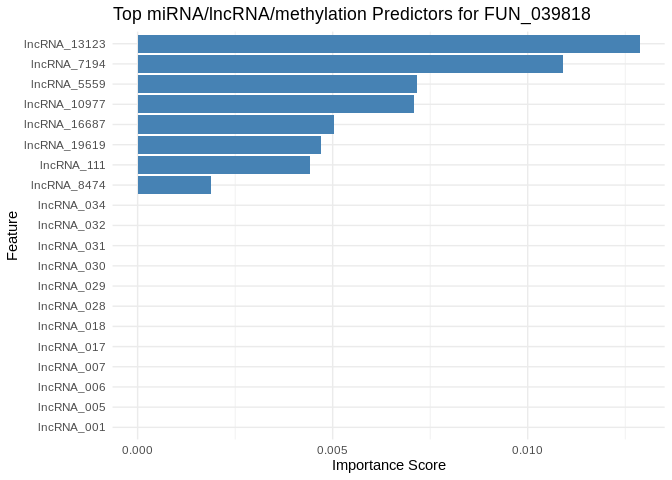 Top miRNA/lncRNA/methylation Predictors for FUN_039818
Feature
lncRNA_13123
lncRNA_7194
lncRNA_5559
lncRNA_10977
lncRNA_16687
lncRNA_19619
lncRNA_111
lncRNA_8474
lncRNA_034
lncRNA_032
lncRNA_031
lncRNA_030
lncRNA_029
lncRNA_028
lncRNA_018
lncRNA_017
lncRNA_007
lncRNA_006
lncRNA_005
lncRNA_001
0.000 0.005 0.010
Importance Score